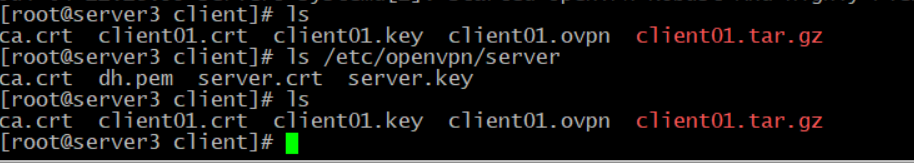 [root@server3 client]# ls
ca.crt  client01.crt  client01.key  client01.ovpn  client01.tar.gz
[root@server3 client]# ls /etc/openvpn/server
ca.crt  dh.pem  server.crt  server.key
[root@server3 client]# ls
ca.crt  client01.crt  client01.key  client01.ovpn  client01.tar.gz
[root@server3 client]#